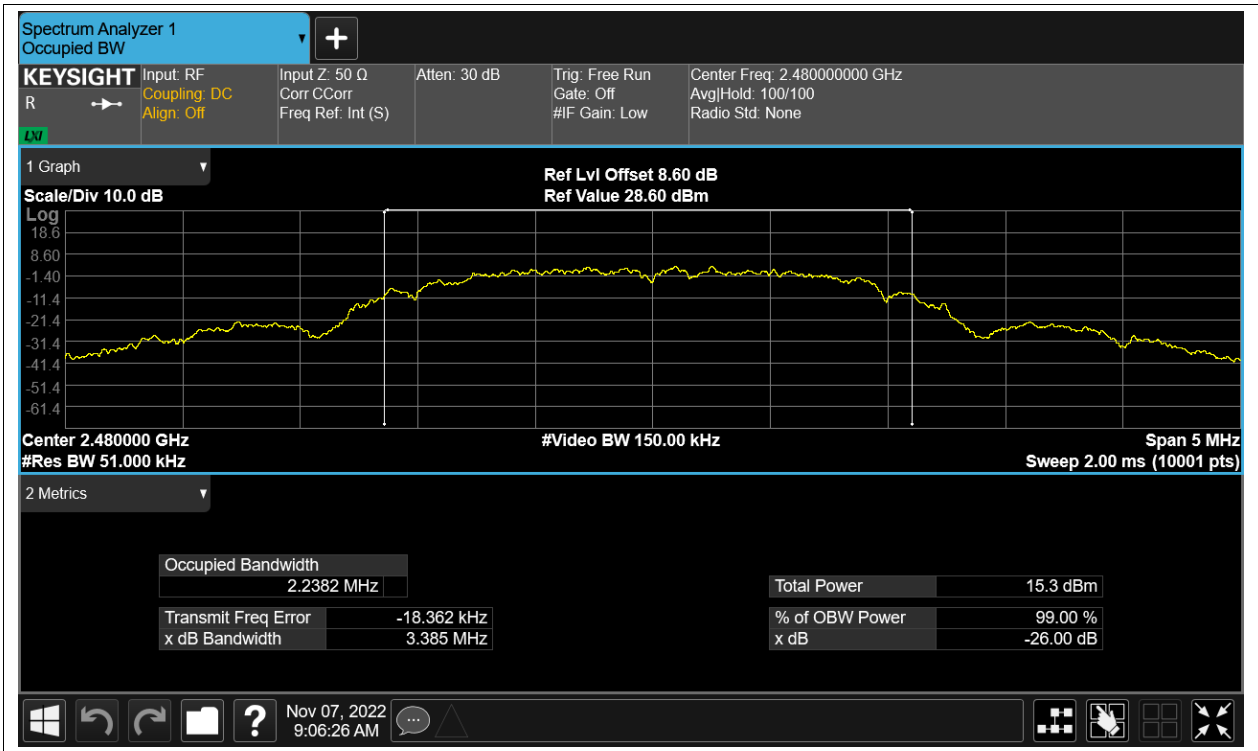 Spectrum Analyzer 1
Occupied BW
KEYSIGHT
R
LXI
Input: RF
Coupling: DC
Align: Off
Input Z: 50 Ω
Corr CCorr
Freq Ref: Int (S)
Atten: 30 dB
Trig: Free Run
Gate: Off
#IF Gain: Low
Center Freq: 2.480000000 GHz
Avg|Hold: 100/100
Radio Std: None
1 Graph
Scale/Div 10.0 dB
Ref Lvl Offset 8.60 dB
Ref Value 28.60 dBm
Log
18.6
8.60
-1.40
-11.4
-21.4
-31.4
-41.4
-51.4
-61.4
Center 2.480000 GHz
#Res BW 51.000 kHz
#Video BW 150.00 kHz
Span 5 MHz
Sweep 2.00 ms (10001 pts)
2 Metrics
Occupied Bandwidth
2.2382 MHz
Transmit Freq Error -18.362 kHz
x dB Bandwidth 3.385 MHz
Total Power 15.3 dBm
% of OBW Power 99.00 %
x dB -26.00 dB
?
Nov 07, 2022
9:06:26 AM